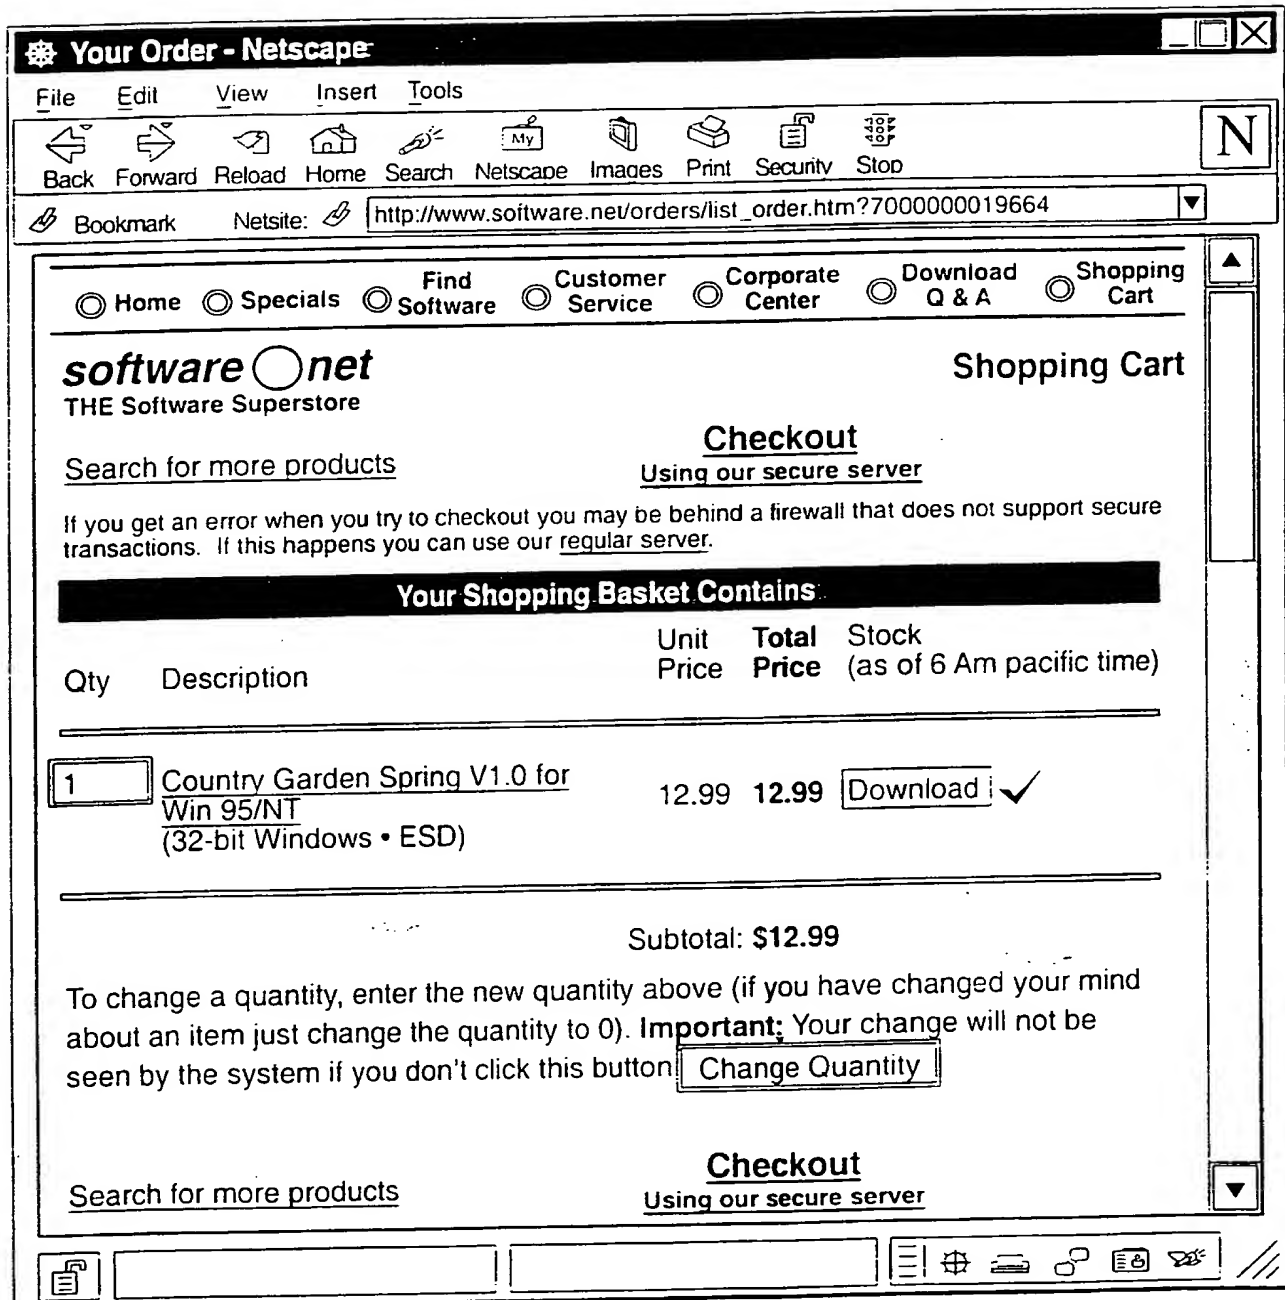 Your Order - Netscape
File Edit View Insert Tools
My
N
Back Forward Reload Home Search Netscape Images Print Security Stop
Bookmark Netsite: http://www.software.net/orders/list_order.htm?7000000019664
Home Specials Find Software Customer Service Corporate Center Download Q & A Shopping Cart
software net Shopping Cart
THE Software Superstore
Checkout
Search for more products Using our secure server
If you get an error when you try to checkout you may be behind a firewall that does not support secure
transactions. If this happens you can use our regular server.
Your Shopping Basket Contains
Unit Total Stock
Qty Description Price Price (as of 6 Am pacific time)
1 Country Garden Spring V1.0 for 12.99 12.99 Download
Win 95/NT
(32-bit Windows • ESD)
Subtotal: $12.99
To change a quantity, enter the new quantity above (if you have changed your mind
about an item just change the quantity to 0). Important: Your change will not be
seen by the system if you don't click this button Change Quantity
Checkout
Search for more products Using our secure server